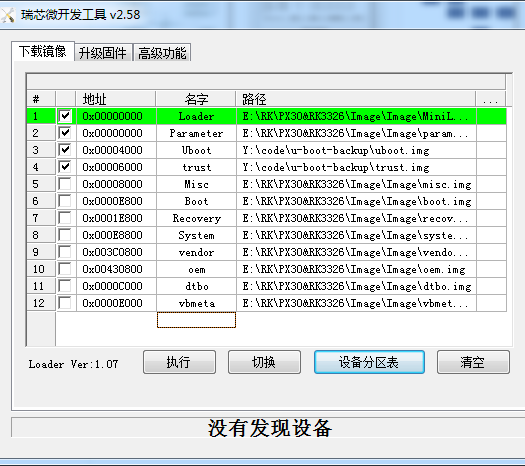 瑞芯微开发工具 v2.58
下载镜像 升级固件 高级功能
# 地址 名字 路径 ...
1 0x00000000 Loader E:\RK\PX30&RK3326\Image\Image\MiniL...
2 0x00000000 Parameter E:\RK\PX30&RK3326\Image\Image\param...
3 0x00004000 Uboot Y:\code\u-boot-backup\uboot.img
4 0x00006000 trust Y:\code\u-boot-backup\trust.img
5 0x00008000 Misc E:\RK\PX30&RK3326\Image\Image\misc.img
6 0x0000E800 Boot E:\RK\PX30&RK3326\Image\Image\boot.img
7 0x0001E800 Recovery E:\RK\PX30&RK3326\Image\Image\recov...
8 0x000E8800 System E:\RK\PX30&RK3326\Image\Image\syste...
9 0x003C0800 vendor E:\RK\PX30&RK3326\Image\Image\vendo...
10 0x00430800 oem E:\RK\PX30&RK3326\Image\Image\oem.img
11 0x0000C000 dtbo E:\RK\PX30&RK3326\Image\Image\dtbo.img
12 0x0000E000 vbmeta E:\RK\PX30&RK3326\Image\Image\vbmet...
Loader Ver:1.07 执行 切换 设备分区表 清空
没有发现设备